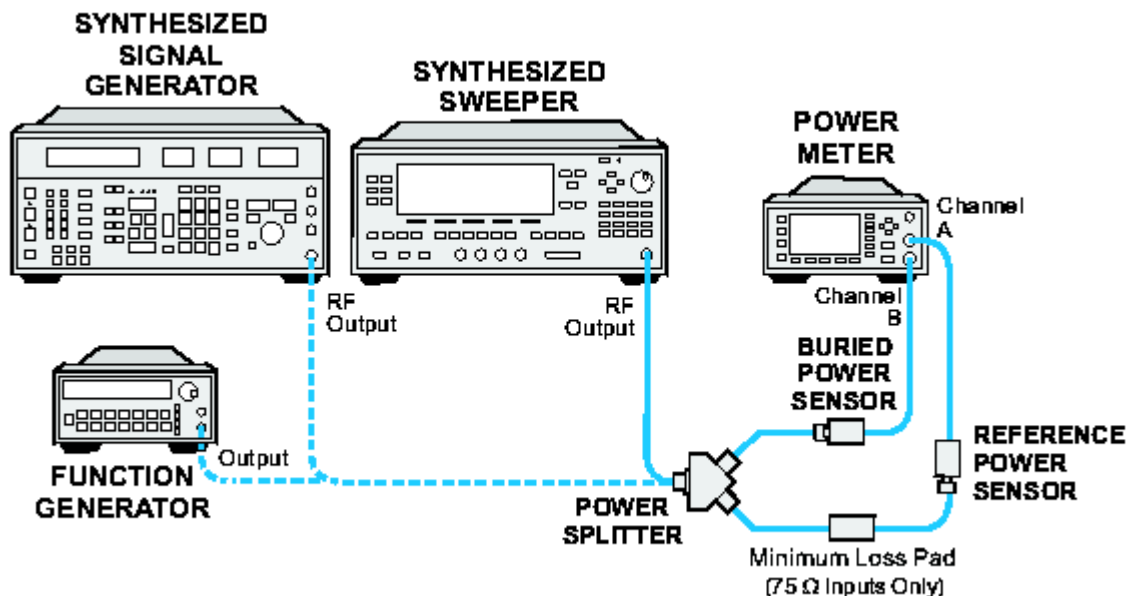 SYNTHESIZED
SIGNAL
GENERATOR
SYNTHESIZED
SWEEPER
POWER
METER
Channel
A
RF
Output
RF
Output
Channel
B
BURIED
POWER
SENSOR
Output
FUNCTION
GENERATOR
POWER
SPLITTER
REFERENCE
POWER
SENSOR
Minimum Loss Pad
(75 Ω Inputs Only)